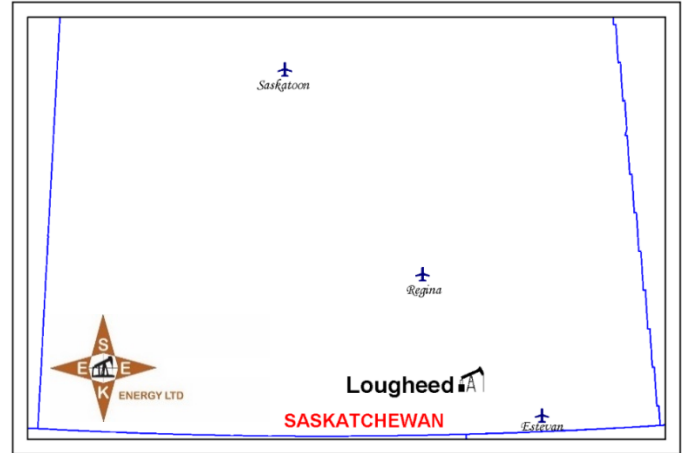 Saskatoon
Regina
S
E E
K
ENERGY LTD
Lougheed
SASKATCHEWAN
Estevan